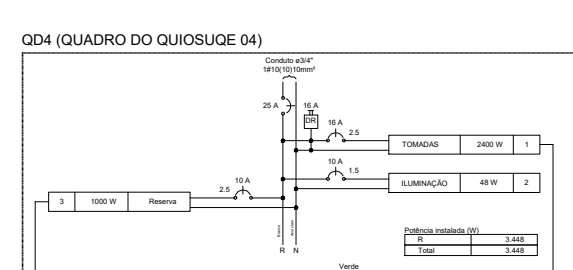 QD4 (QUADRO DO QUIOSUQE 04)
Conduto ø3/4"
1#10(10)10mm²
25 A
16 A
DR
16 A
2.5
TOMADAS 2400 W 1
10 A
1.5
ILUMINAÇÃO 48 W 2
10 A
2.5
3 1000 W Reserva
Potência instalada (W)
R 3.448
Total 3.448
R N
Verde